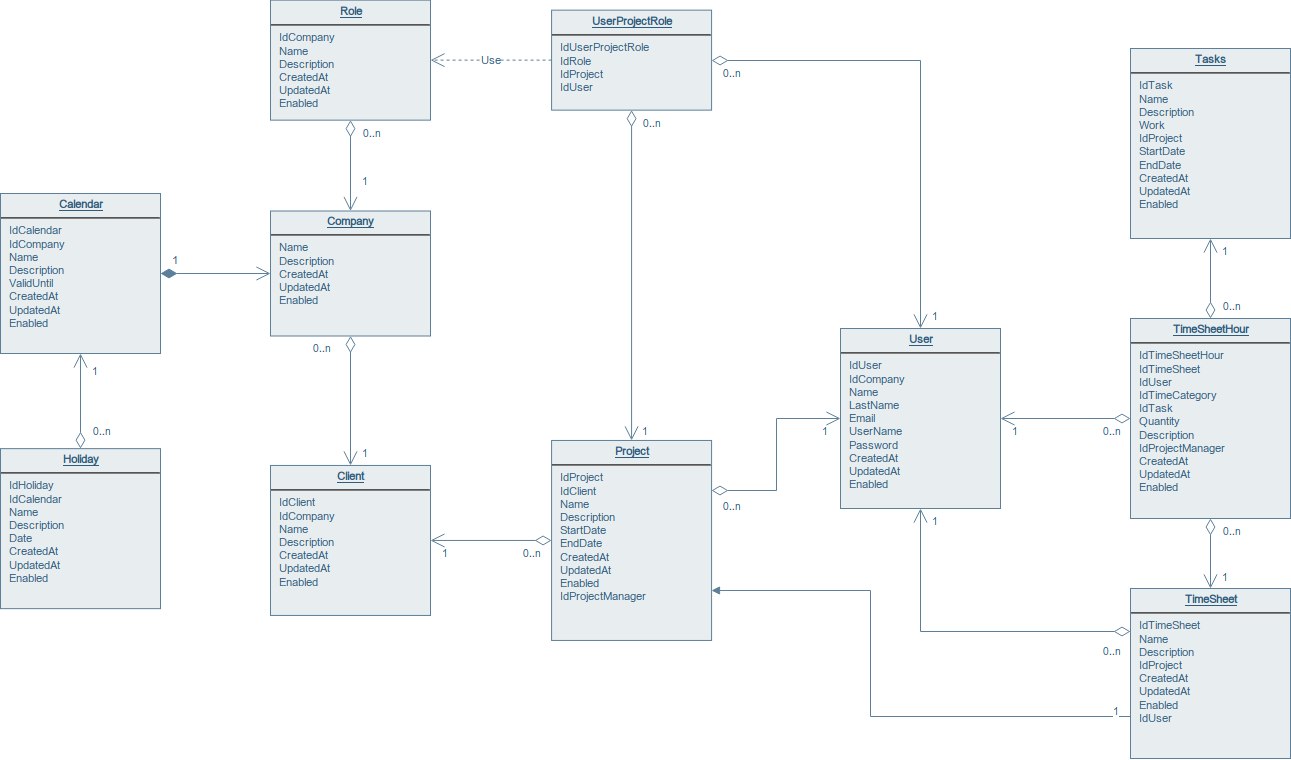 Role
IdCompany
Name
Description
CreatedAt
UpdatedAt
Enabled
0..n
1
UserProjectRole
IdUserProjectRole
IdRole
IdProject
IdUser
Use
0..n
0..n
1
1
Tasks
IdTask
Name
Description
Work
IdProject
StartDate
EndDate
CreatedAt
UpdatedAt
Enabled
1
0..n
Calendar
IdCalendar
IdCompany
Name
Description
ValidUntil
CreatedAt
UpdatedAt
Enabled
1
1
0..n
Company
Name
Description
CreatedAt
UpdatedAt
Enabled
0..n
1
User
IdUser
IdCompany
Name
LastName
Email
UserName
Password
CreatedAt
UpdatedAt
Enabled
1
1
1
TimeSheetHour
IdTimeSheetHour
IdTimeSheet
IdUser
IdTimeCategory
IdTask
Quantity
Description
IdProjectManager
CreatedAt
UpdatedAt
Enabled
0..n
0..n
1
Holiday
IdHoliday
IdCalendar
Name
Description
Date
CreatedAt
UpdatedAt
Enabled
Client
IdClient
IdCompany
Name
Description
CreatedAt
UpdatedAt
Enabled
1
0..n
Project
IdProject
IdClient
Name
Description
StartDate
EndDate
CreatedAt
UpdatedAt
Enabled
IdProjectManager
0..n
TimeSheet
IdTimeSheet
Name
Description
IdProject
CreatedAt
UpdatedAt
Enabled
IdUser
0..n
1